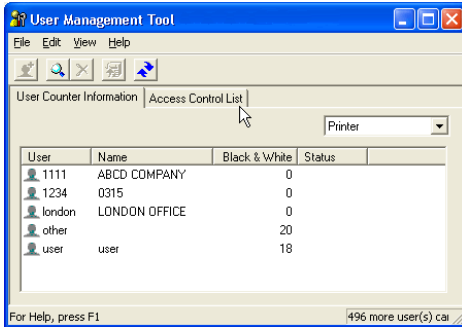 User Management Tool
File Edit View Help
User Counter Information Access Control List
Printer
User Name Black & White Status
1111 ABCD COMPANY 0
1234 0315 0
london LONDON OFFICE 0
other 20
user user 18
For Help, press F1 496 more user(s) car